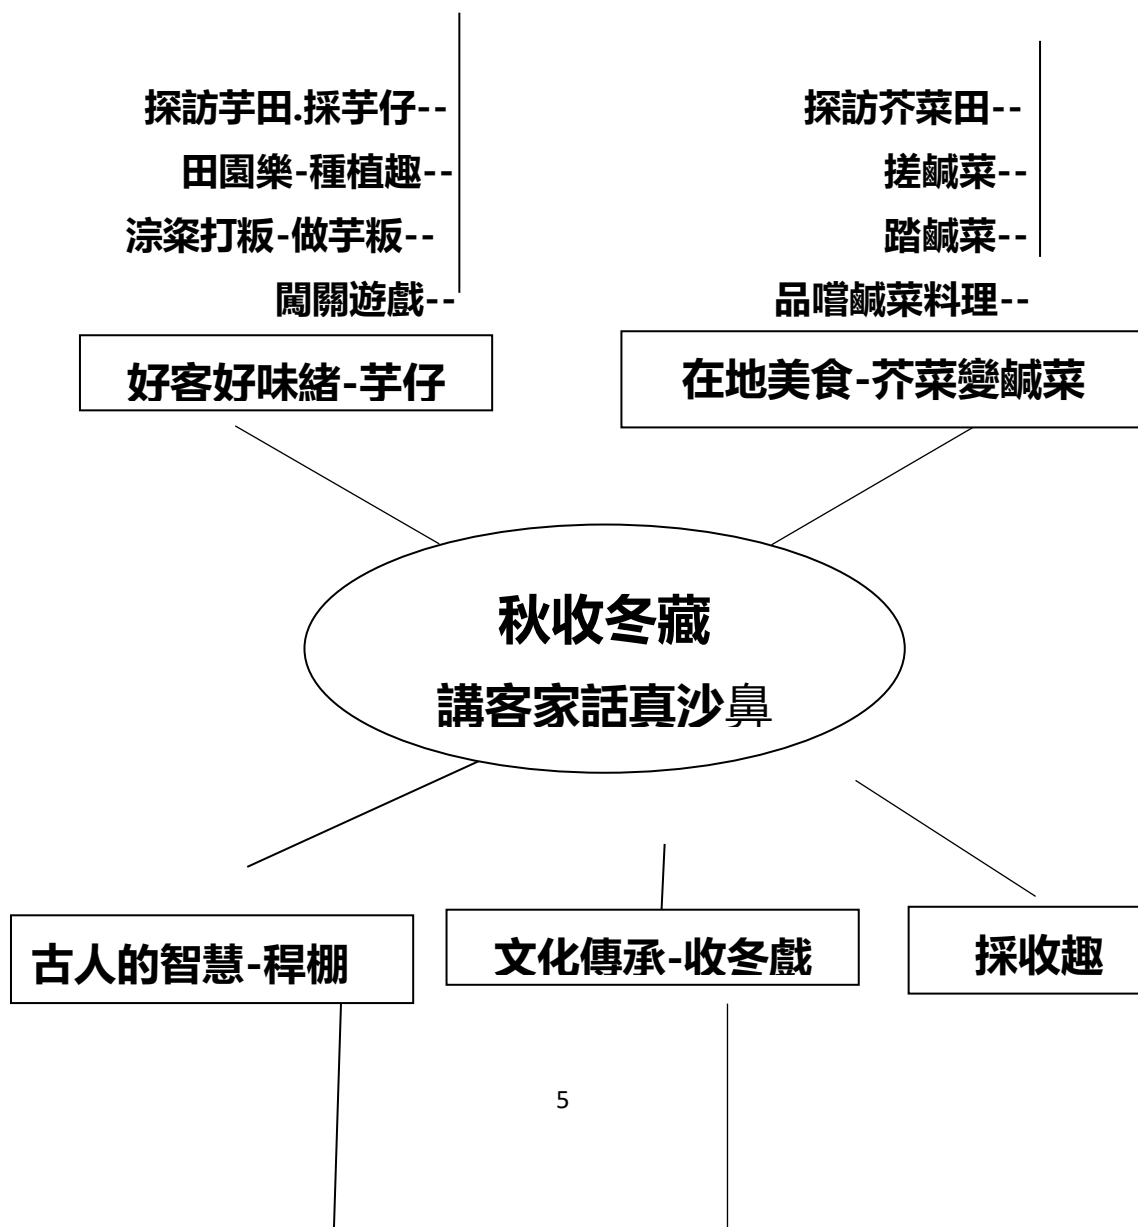 探訪芋田.採芋仔--
田園樂-種植趣--
淙粢打粄-做芋粄--
闖關遊戲--
好客好味緒-芋仔
探訪芥菜田--
搓鹹菜--
踏鹹菜--
品嚐鹹菜料理--
在地美食-芥菜變鹹菜
秋收冬藏
講客家話真沙鼻
古人的智慧-稈棚
文化傳承-收冬戲
採收趣
5